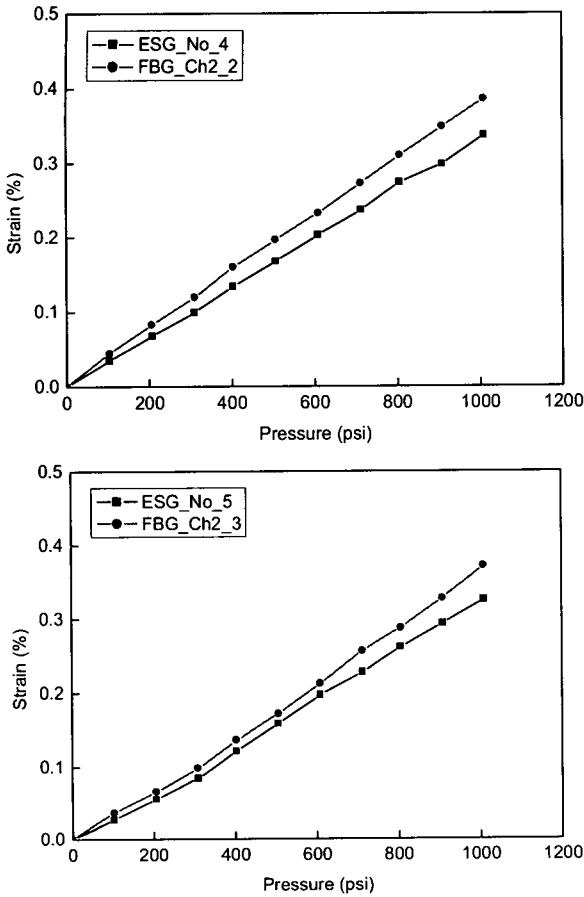 0.5
ESG_No_4
FBG_Ch2_2
0.4
0.3
0.2
0.1
0.0
Strain (%)
0 200 400 600 800 1000 1200
Pressure (psi)
0.5
ESG_No_5
FBG_Ch2_3
0.4
0.3
0.2
0.1
0.0
Strain (%)
0 200 400 600 800 1000 1200
Pressure (psi)